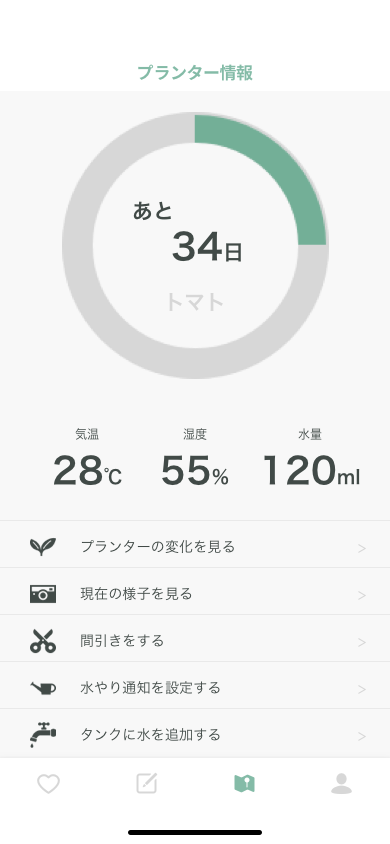 プランター情報
あと
34日
トマト
気温 湿度 水量
28℃ 55% 120ml
プランターの変化を見る >
現在の様子を見る >
間引きをする >
水やり通知を設定する >
タンクに水を追加する >